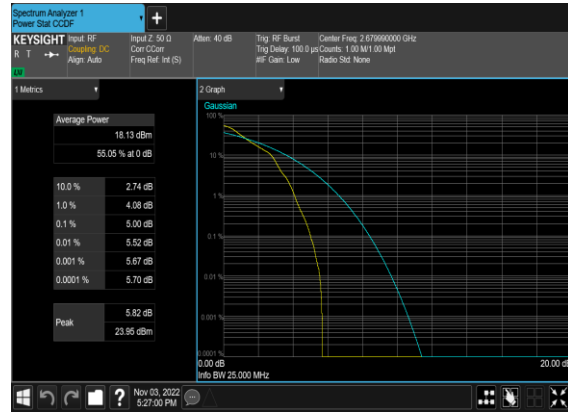 Spectrum Analyzer 1
Power Stat CCDF
KEYSIGHT
R T
LXI
Input: RF
Coupling: DC
Align: Auto
Input Z: 50 Ω
Corr CCorr
Freq Ref: Int (S)
Atten: 40 dB
Trig: RF Burst
Trig Delay: 100.0 µs
#IF Gain: Low
Center Freq: 2.679990000 GHz
Counts: 1.00 M/1.00 Mpt
Radio Std: None
1 Metrics
Average Power
18.13 dBm
55.05 % at 0 dB
10.0 % 2.74 dB
1.0 % 4.08 dB
0.1 % 5.00 dB
0.01 % 5.52 dB
0.001 % 5.67 dB
0.0001 % 5.70 dB
Peak
5.82 dB
23.95 dBm
2 Graph
Gaussian
100 %
10 %
1 %
0.1 %
0.01 %
0.001 %
0.0001 %
0.00 dB
20.00 dB
Info BW 25.000 MHz
Nov 03, 2022
5:27:00 PM